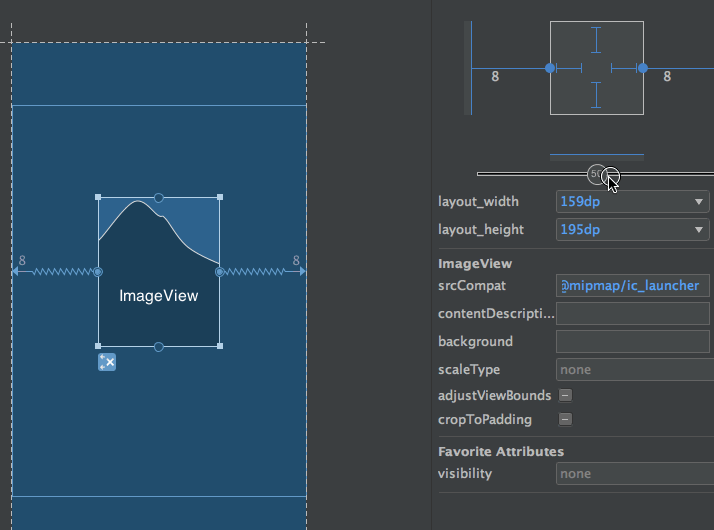 8 8
50
layout_width 159dp
layout_height 195dp
ImageView
srcCompat @mipmap/ic_launcher
contentDescripti...
background
scaleType none
adjustViewBounds
cropToPadding
Favorite Attributes
visibility none
8 8
ImageView